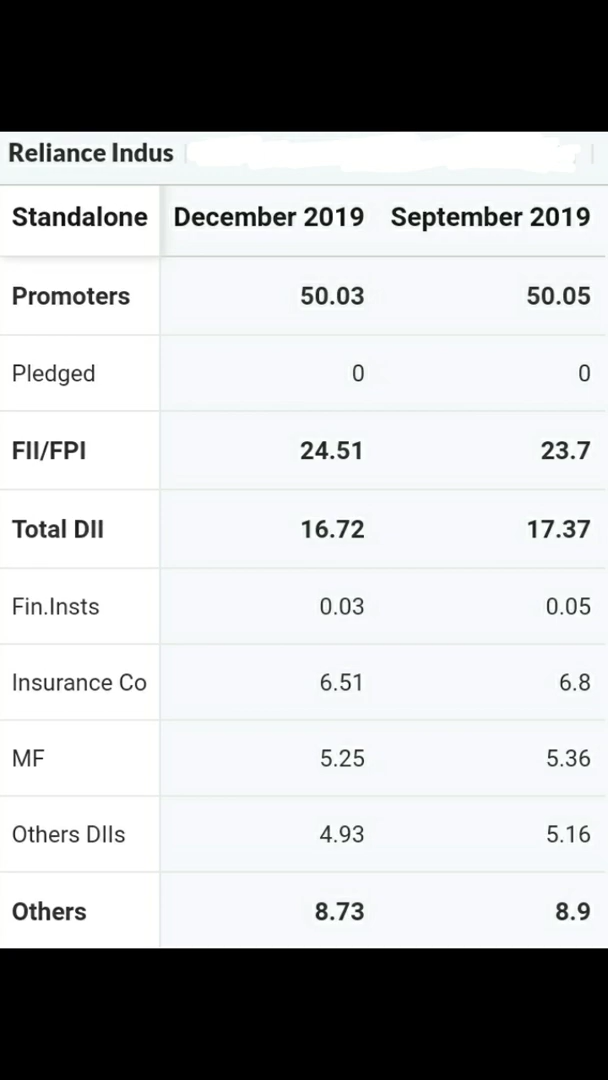 Reliance Indus
Standalone December 2019 September 2019
Promoters 50.03 50.05
Pledged 0 0
FII/FPI 24.51 23.7
Total DII 16.72 17.37
Fin.Insts 0.03 0.05
Insurance Co 6.51 6.8
MF 5.25 5.36
Others DIIs 4.93 5.16
Others 8.73 8.9